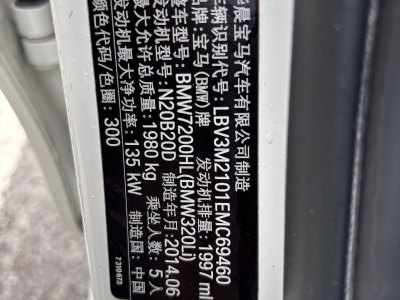 晨宝马汽车有限公司制造
车辆识别代号: LBV3M2101EMC69460
品牌: 宝马(BMW)牌 发动机排量: 1997 ml
整车型号: BMW7200HL(BMW320Li)
发动机型号: N20B20D 制造年月: 2014.06
最大允许总质量: 1980 kg 乘坐人数: 5人
发动机最大净功率: 135 kW 制造国: 中国
颜色代码/色圈: 300
7 310 673